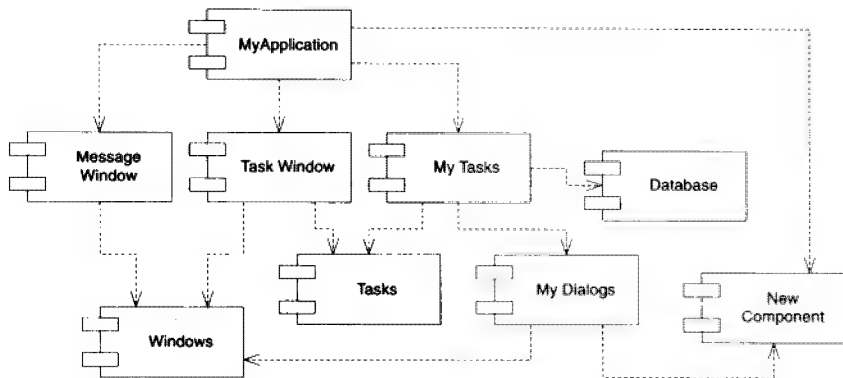 MyApplication
Message
Window
Task Window
My Tasks
Database
Tasks
My Dialogs
New
Component
Windows